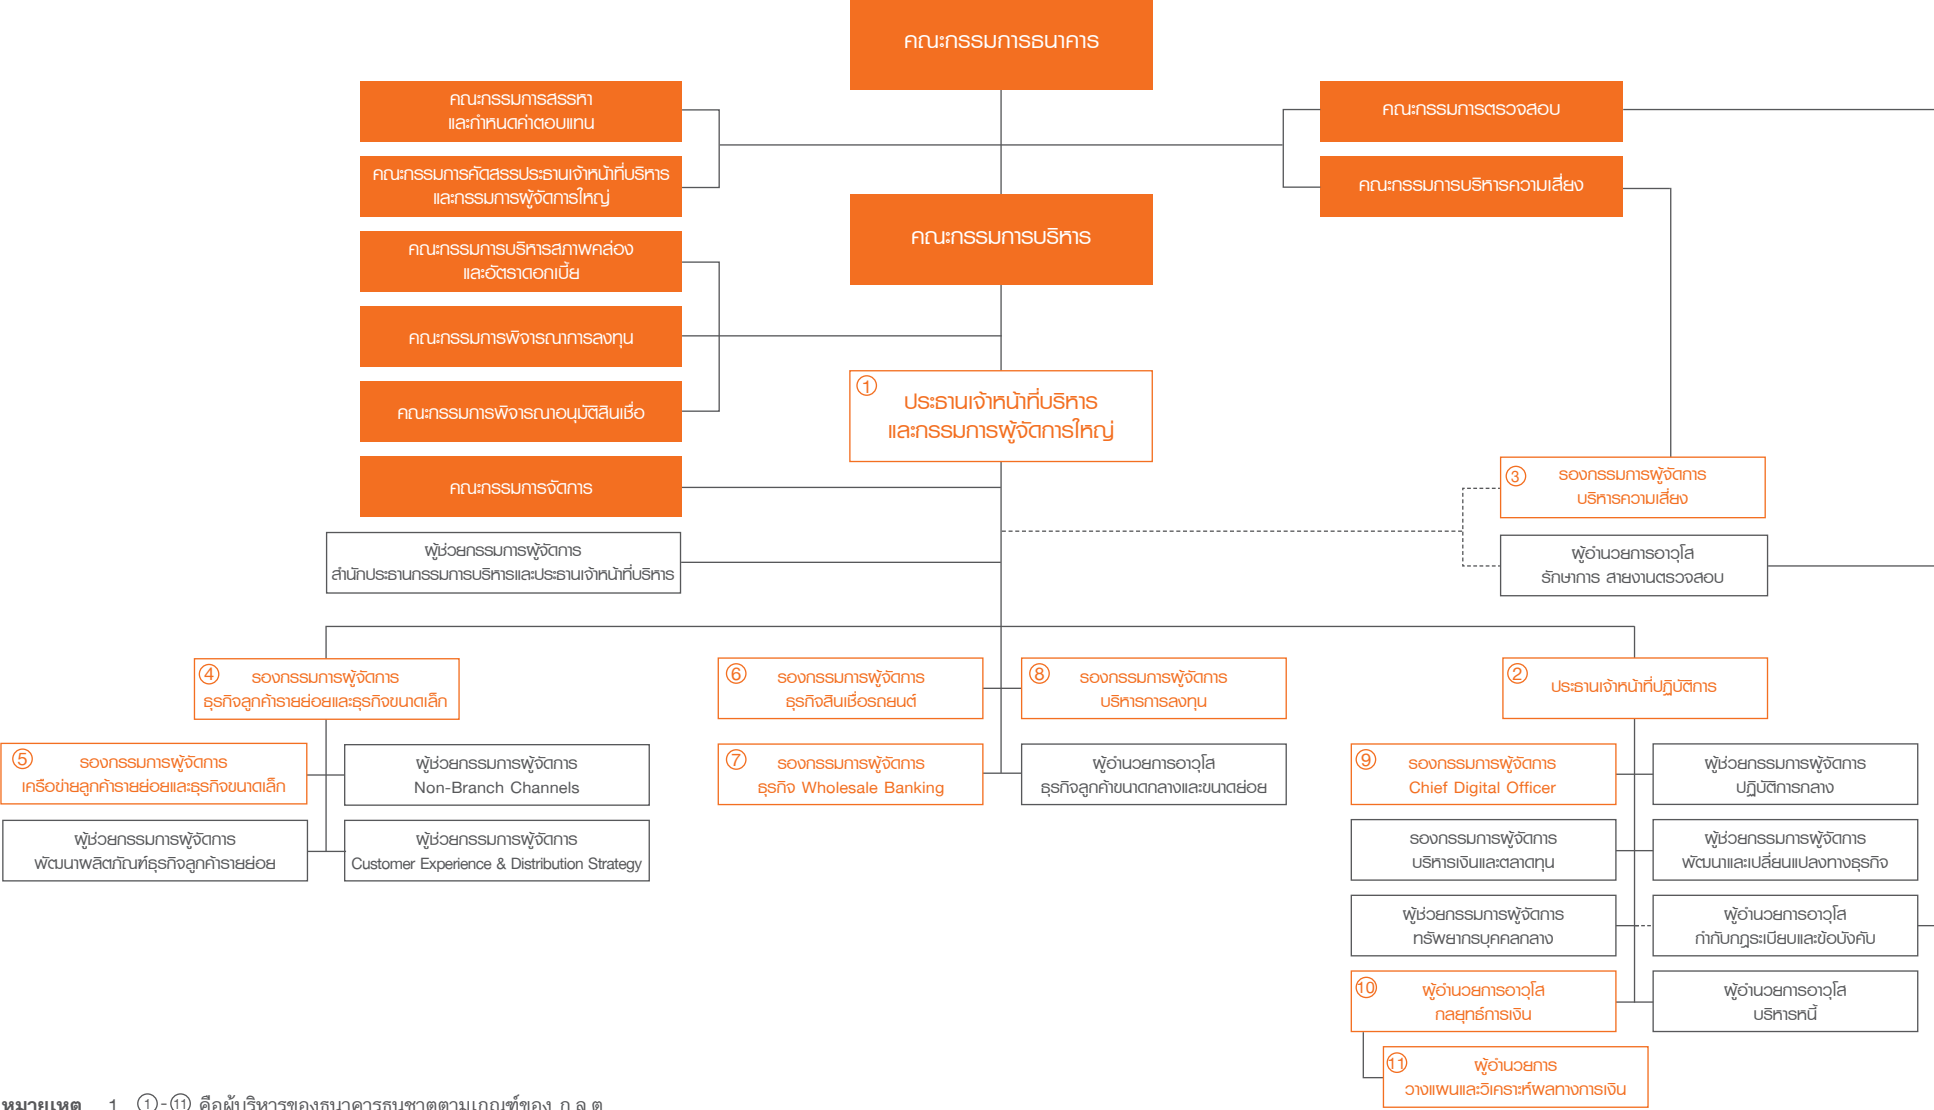 คณะกรรมการธนาคาร
คณะกรรมการสรรหา
และกำหนดค่าตอบแทน
คณะกรรมการตรวจสอบ
คณะกรรมการคัดสรรประธานเจ้าหน้าที่บริหาร
และกรรมการผู้จัดการใหญ่
คณะกรรมการบริหารความเสี่ยง
คณะกรรมการบริหาร
คณะกรรมการบริหารสภาพคล่อง
และอัตราดอกเบี้ย
คณะกรรมการพิจารณาการลงทุน
คณะกรรมการพิจารณาอนุมัติสินเชื่อ
① ประธานเจ้าหน้าที่บริหาร
และกรรมการผู้จัดการใหญ่
คณะกรรมการจัดการ
③ รองกรรมการผู้จัดการ
บริหารความเสี่ยง
ผู้ช่วยกรรมการผู้จัดการ
สำนักประธานกรรมการบริหารและประธานเจ้าหน้าที่บริหาร
ผู้อำนวยการอาวุโส
รักษาการ สายงานตรวจสอบ
④ รองกรรมการผู้จัดการ
ธุรกิจลูกค้ารายย่อยและธุรกิจขนาดเล็ก
⑥ รองกรรมการผู้จัดการ
ธุรกิจสินเชื่อรถยนต์
⑧ รองกรรมการผู้จัดการ
บริหารการลงทุน
② ประธานเจ้าหน้าที่ปฏิบัติการ
⑤ รองกรรมการผู้จัดการ
เครือข่ายลูกค้ารายย่อยและธุรกิจขนาดเล็ก
ผู้ช่วยกรรมการผู้จัดการ
Non-Branch Channels
⑦ รองกรรมการผู้จัดการ
ธุรกิจ Wholesale Banking
ผู้อำนวยการอาวุโส
ธุรกิจลูกค้าขนาดกลางและขนาดย่อย
⑨ รองกรรมการผู้จัดการ
Chief Digital Officer
ผู้ช่วยกรรมการผู้จัดการ
ปฏิบัติการกลาง
ผู้ช่วยกรรมการผู้จัดการ
พัฒนาผลิตภัณฑ์ธุรกิจลูกค้ารายย่อย
ผู้ช่วยกรรมการผู้จัดการ
Customer Experience & Distribution Strategy
รองกรรมการผู้จัดการ
บริหารเงินและตลาดทุน
ผู้ช่วยกรรมการผู้จัดการ
พัฒนาและเปลี่ยนแปลงทางธุรกิจ
ผู้ช่วยกรรมการผู้จัดการ
ทรัพยากรบุคคลกลาง
ผู้อำนวยการอาวุโส
กำกับกฎระเบียบและข้อบังคับ
⑩ ผู้อำนวยการอาวุโส
กลยุทธ์การเงิน
ผู้อำนวยการอาวุโส
บริหารหนี้
⑪ ผู้อำนวยการ
วางแผนและวิเคราะห์ผลทางการเงิน
หมายเหตุ 1 ①-⑪ คือผู้บริหารของธนาคารธนชาตตามเกณฑ์ของ ก.ล.ต.